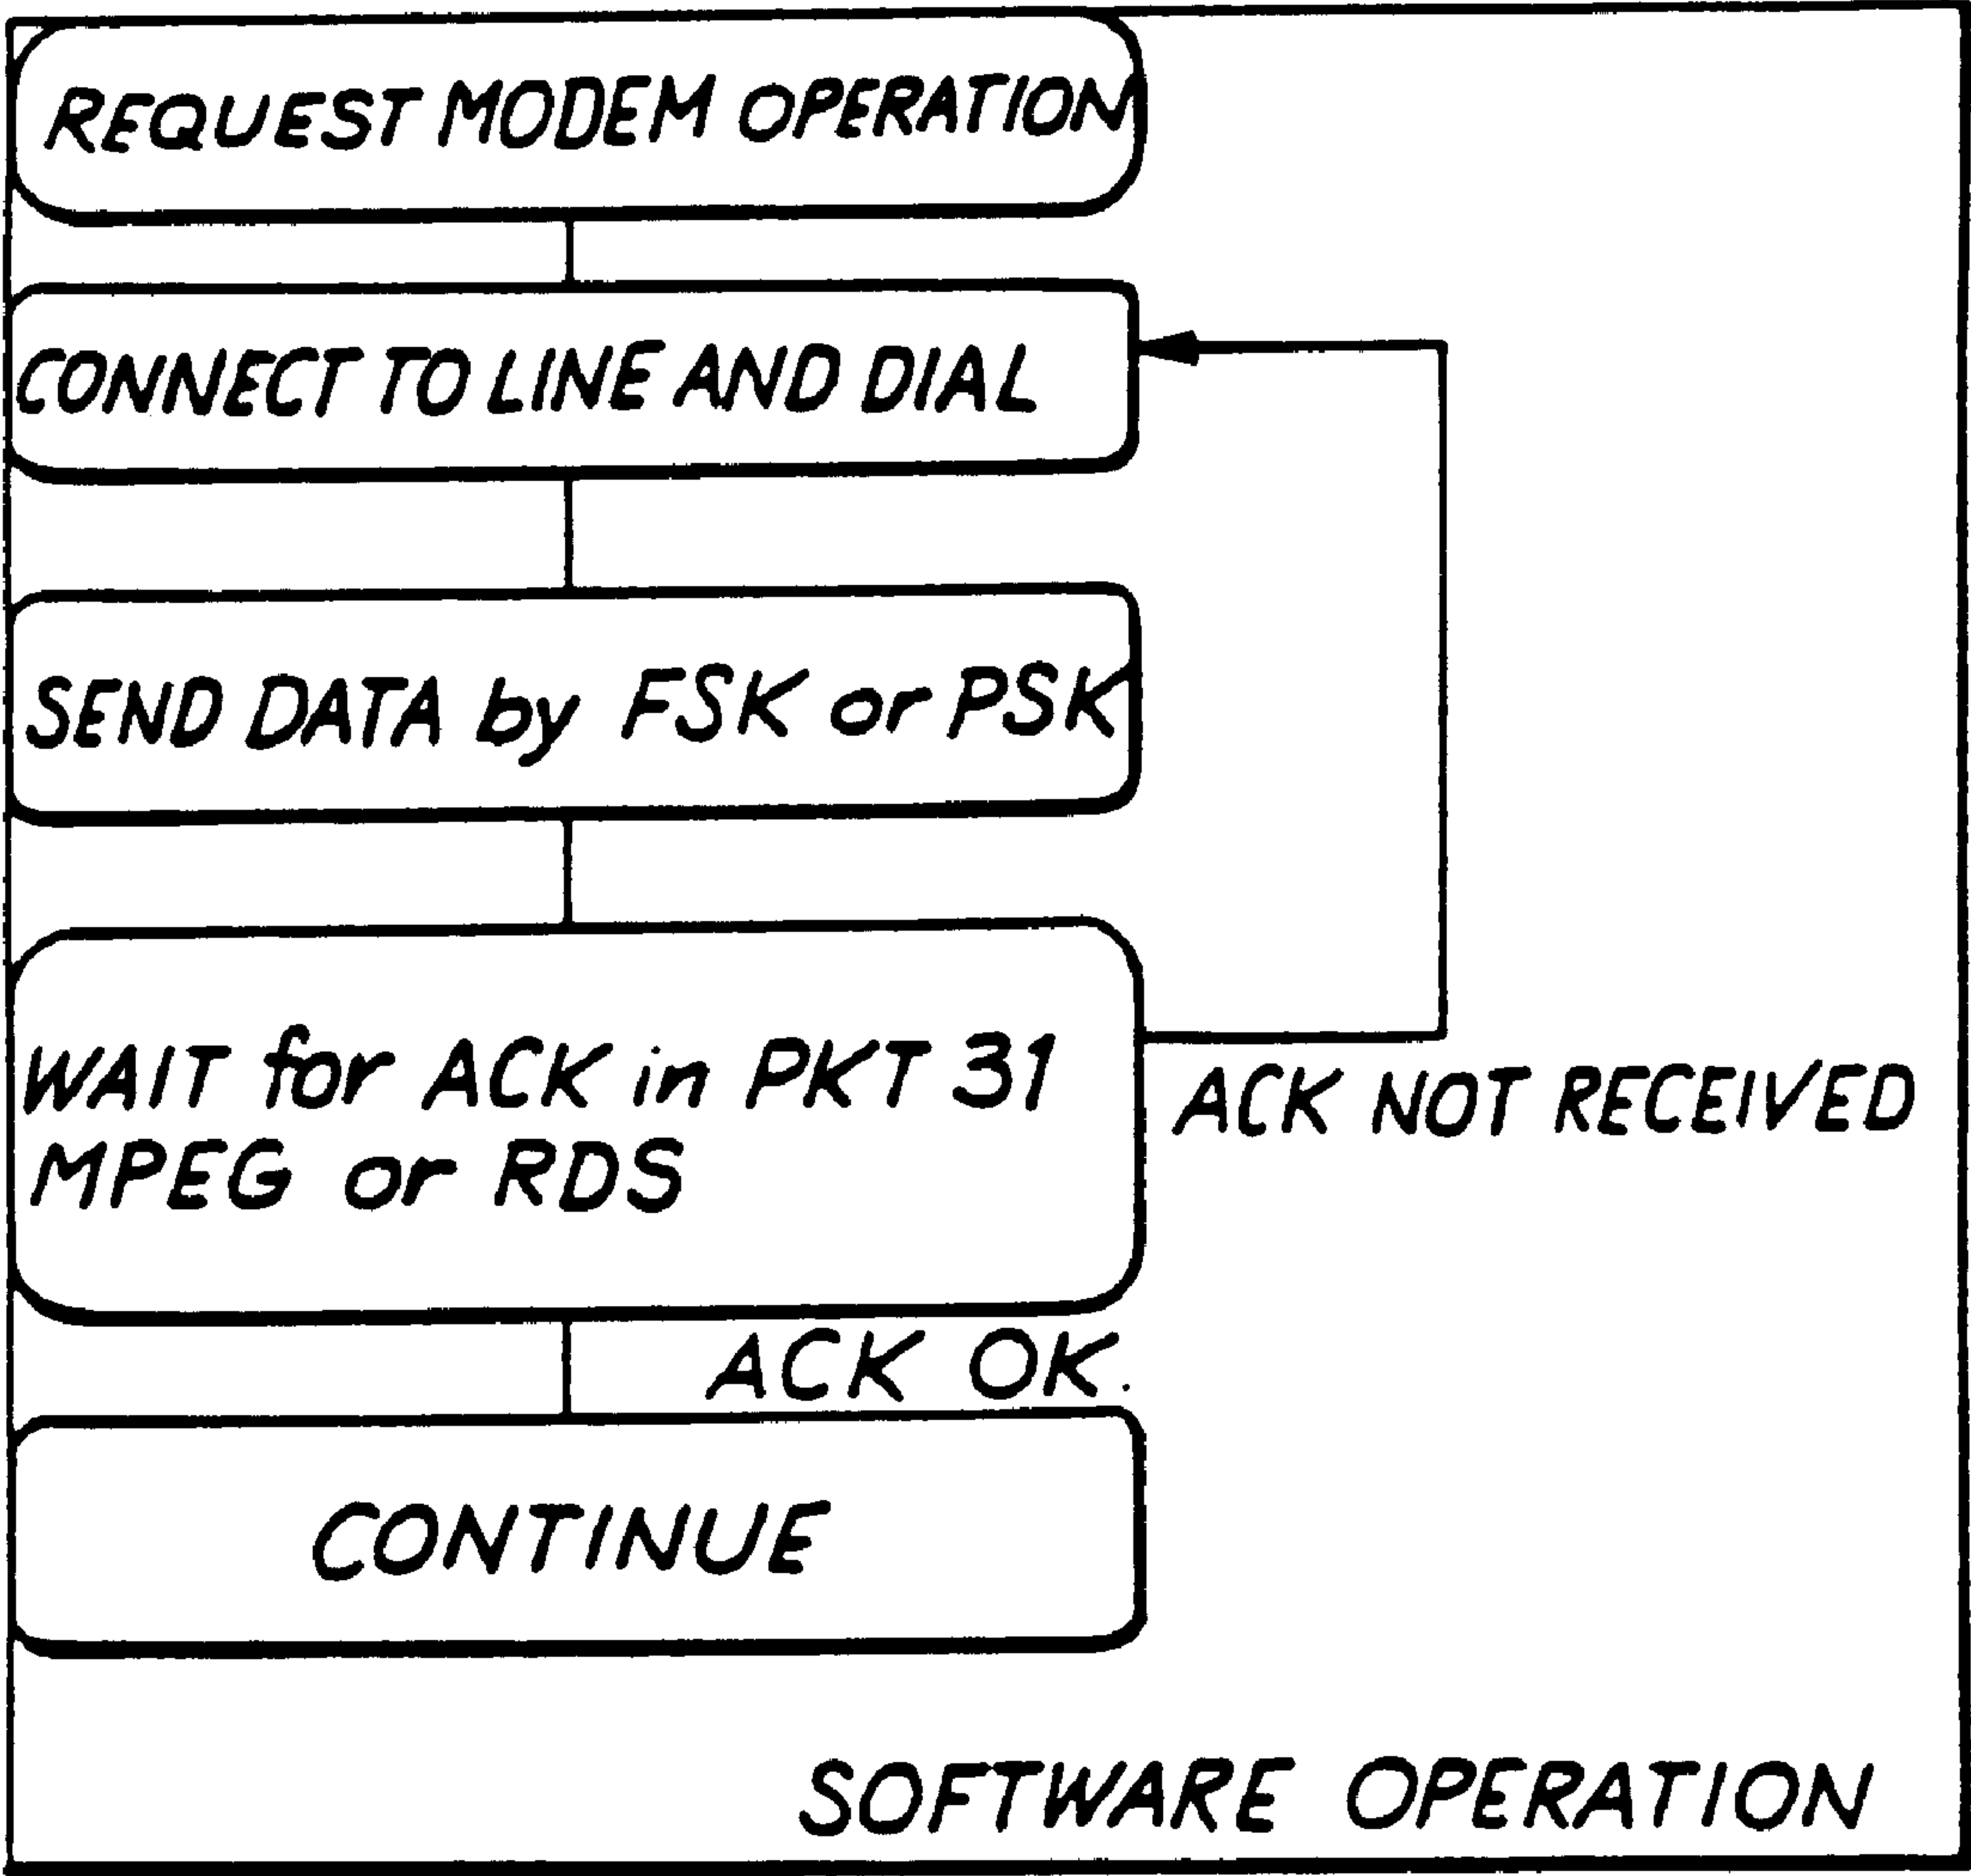 REQUEST MODEM OPERATION
CONNECT TO LINE AND DIAL
SEND DATA by FSK or PSK
WAIT for ACK in PKT 31
MPEG or RDS
ACK NOT RECEIVED
ACK OK.
CONTINUE
SOFTWARE OPERATION